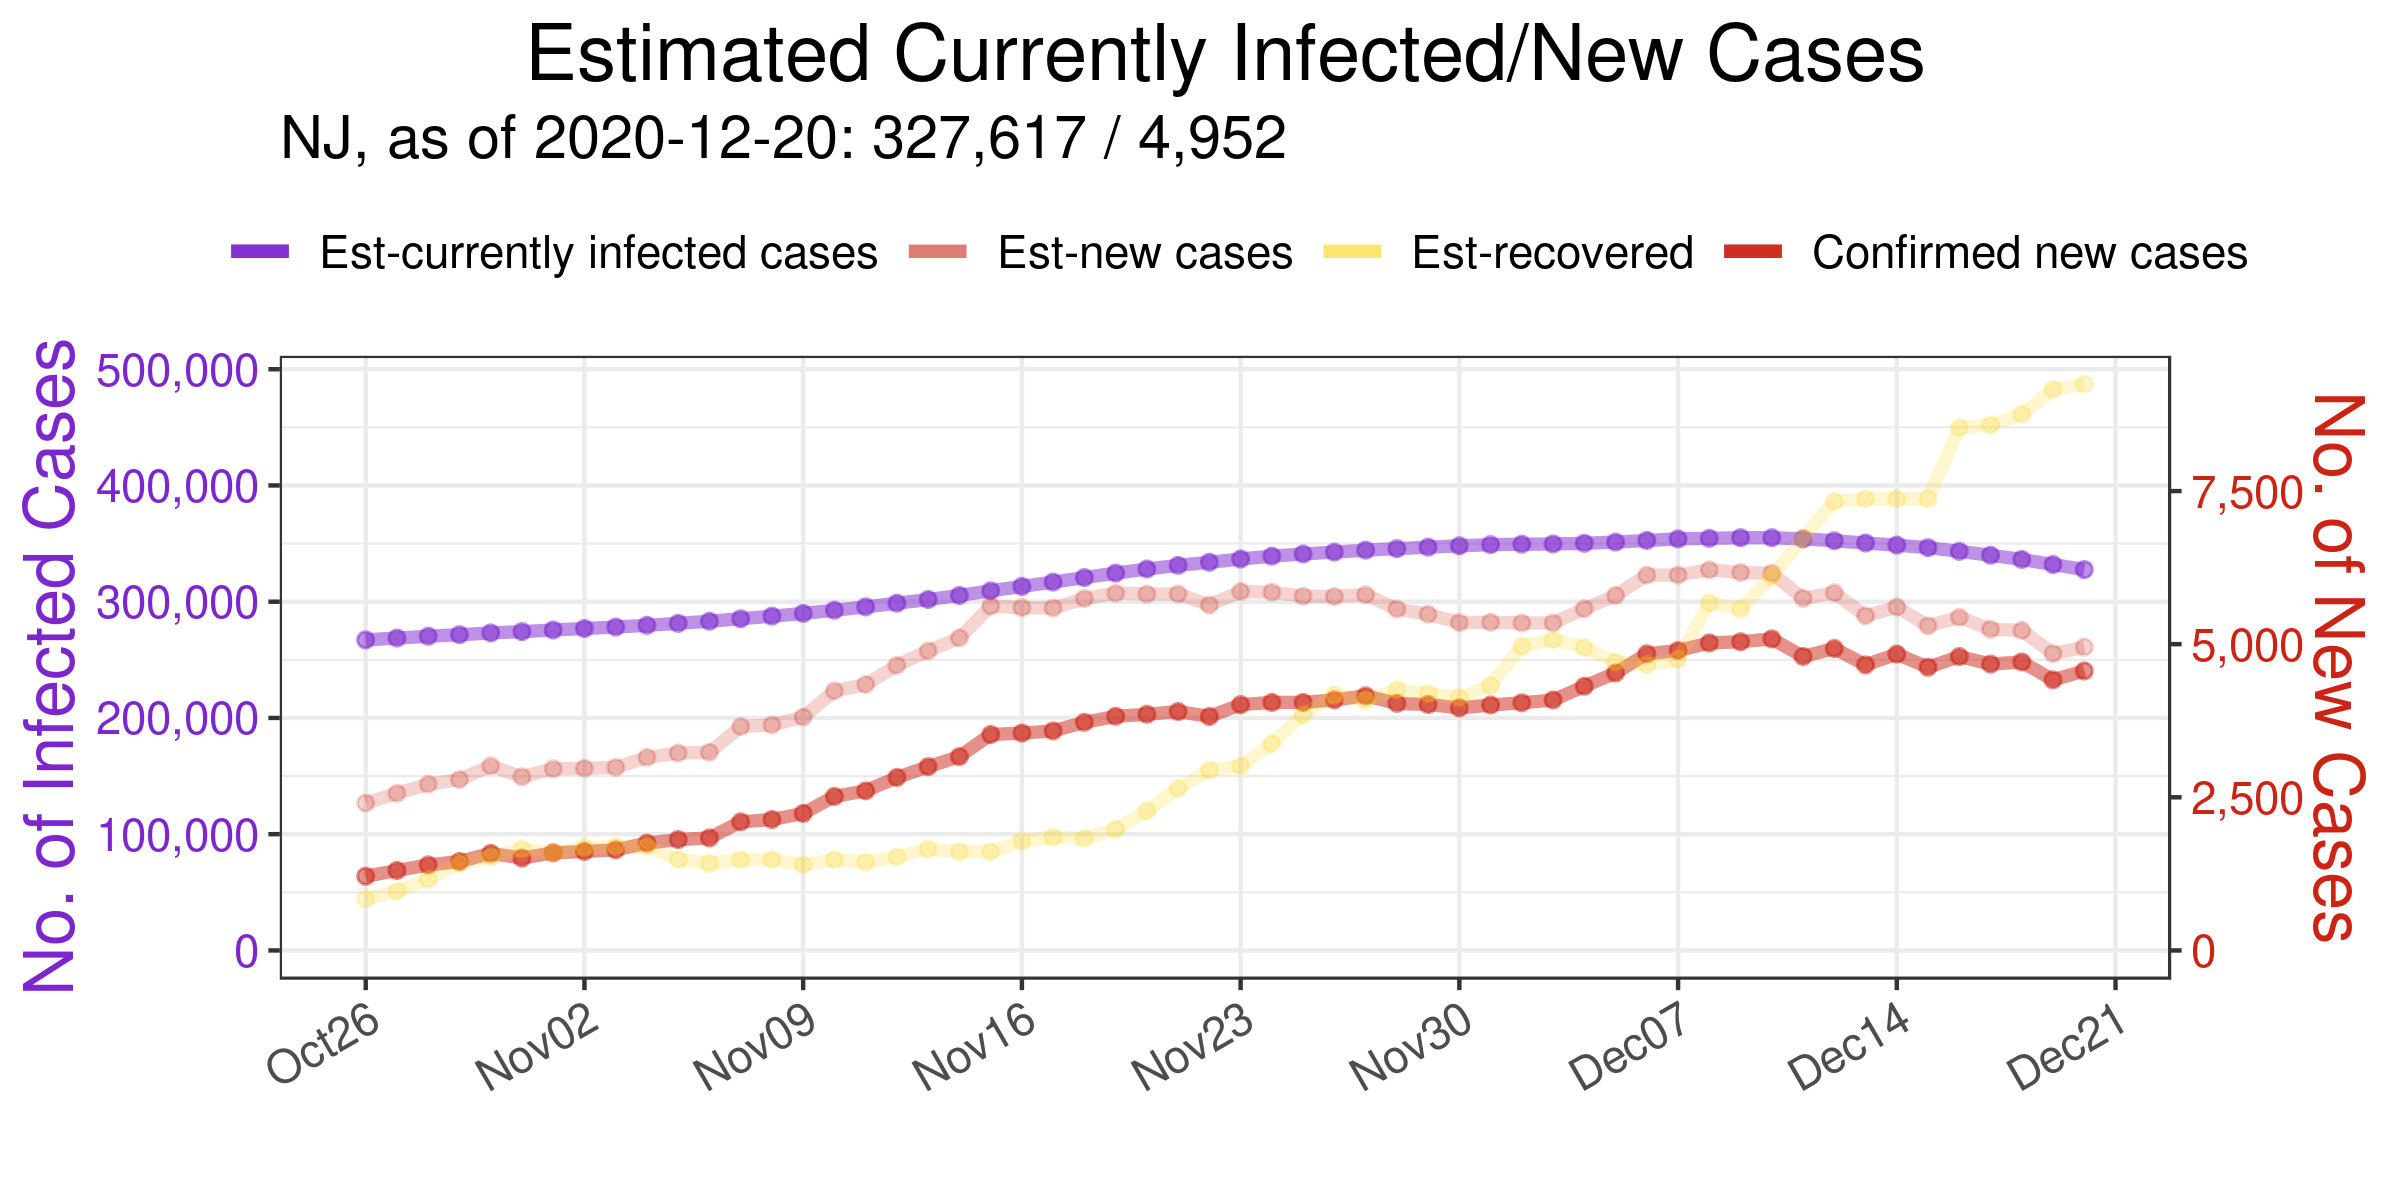 Estimated Currently Infected/New Cases
NJ, as of 2020-12-20: 327,617 / 4,952
Est-currently infected cases Est-new cases Est-recovered Confirmed new cases
No. of Infected Cases
500,000
400,000
300,000
200,000
100,000
0
7,500
5,000
2,500
0
No. of New Cases
Oct26 Nov02 Nov09 Nov16 Nov23 Nov30 Dec07 Dec14 Dec21